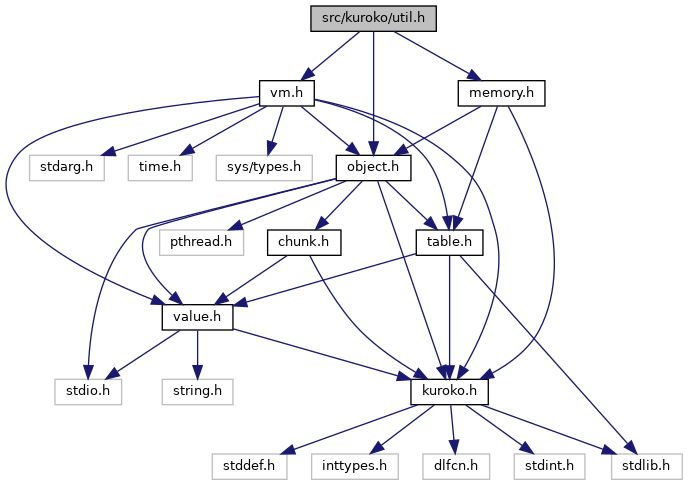 src/kuroko/util.h
vm.h
memory.h
stdarg.h
time.h
sys/types.h
object.h
pthread.h
chunk.h
table.h
value.h
stdio.h
string.h
kuroko.h
stddef.h
inttypes.h
dlfcn.h
stdint.h
stdlib.h